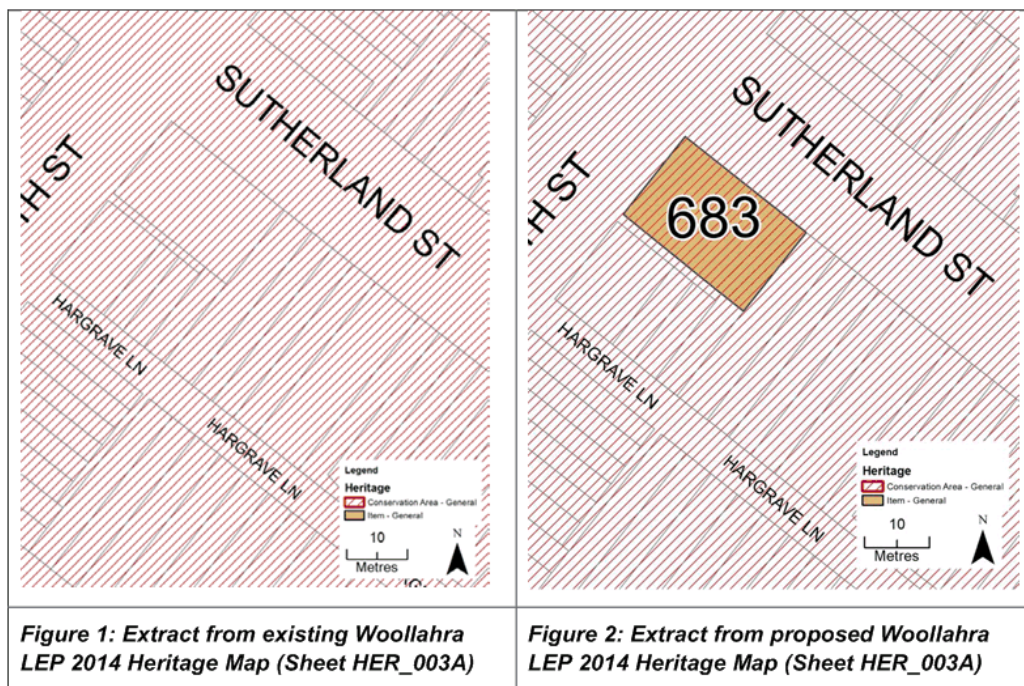 SUTHERLAND ST
H ST
HARGRAVE LN
HARGRAVE LN
Legend
Heritage
Conservation Area - General
Item - General
10
Metres
N
Figure 1: Extract from existing Woollahra
LEP 2014 Heritage Map (Sheet HER_003A)
SUTHERLAND ST
H ST
683
HARGRAVE LN
HARGRAVE LN
Legend
Heritage
Conservation Area - General
Item - General
10
Metres
N
Figure 2: Extract from proposed Woollahra
LEP 2014 Heritage Map (Sheet HER_003A)